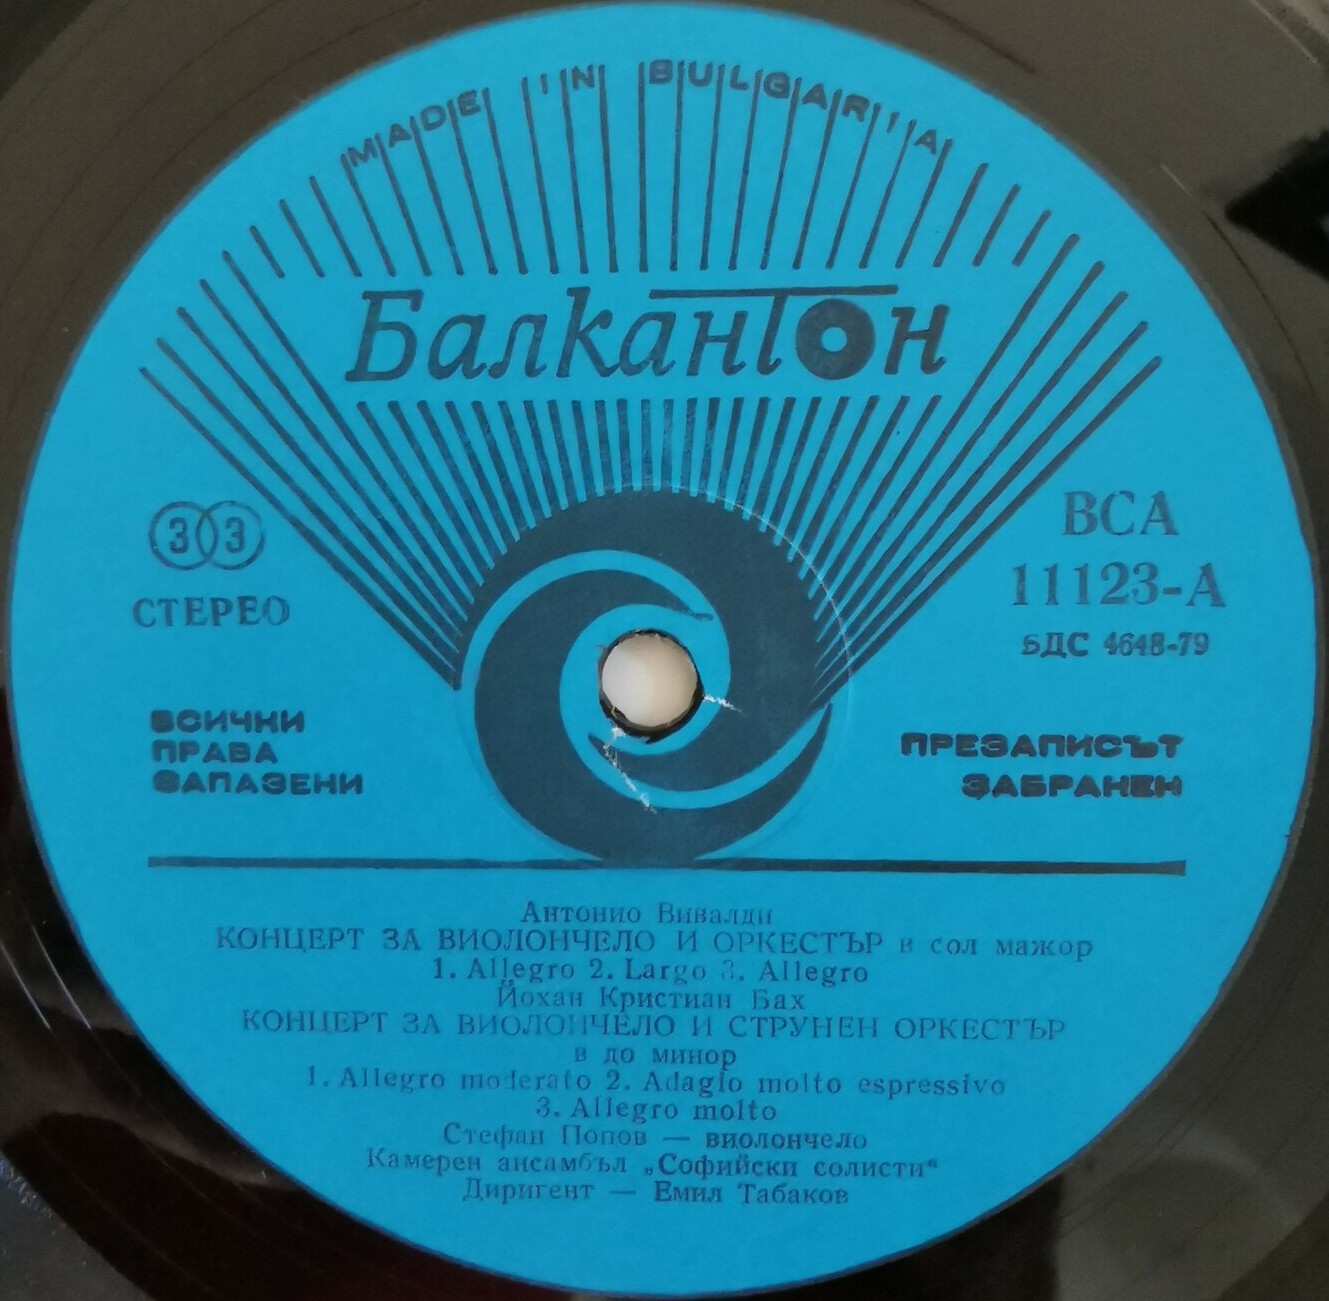 MADE IN BULGARIA
Балкантон
33
СТЕРЕО
ВСА
11123-А
БДС 4648-79
ВСИЧКИ
ПРАВА
ЗАПАЗЕНИ
ПРЕЗАПИСЪТ
ЗАБРАНЕН
Антонио Вивалди
КОНЦЕРТ ЗА ВИОЛОНЧЕЛО И ОРКЕСТЪР в сол мажор
1. Allegro 2. Largo 3. Allegro
Йохан Кристиан Бах
КОНЦЕРТ ЗА ВИОЛОНЧЕЛО И СТРУНЕН ОРКЕСТЪР
в до минор
1. Allegro moderato 2. Adagio molto espressivo
3. Allegro molto
Стефан Попов — виолончело
Камерен ансамбъл „Софийски солисти“
Диригент — Емил Табаков